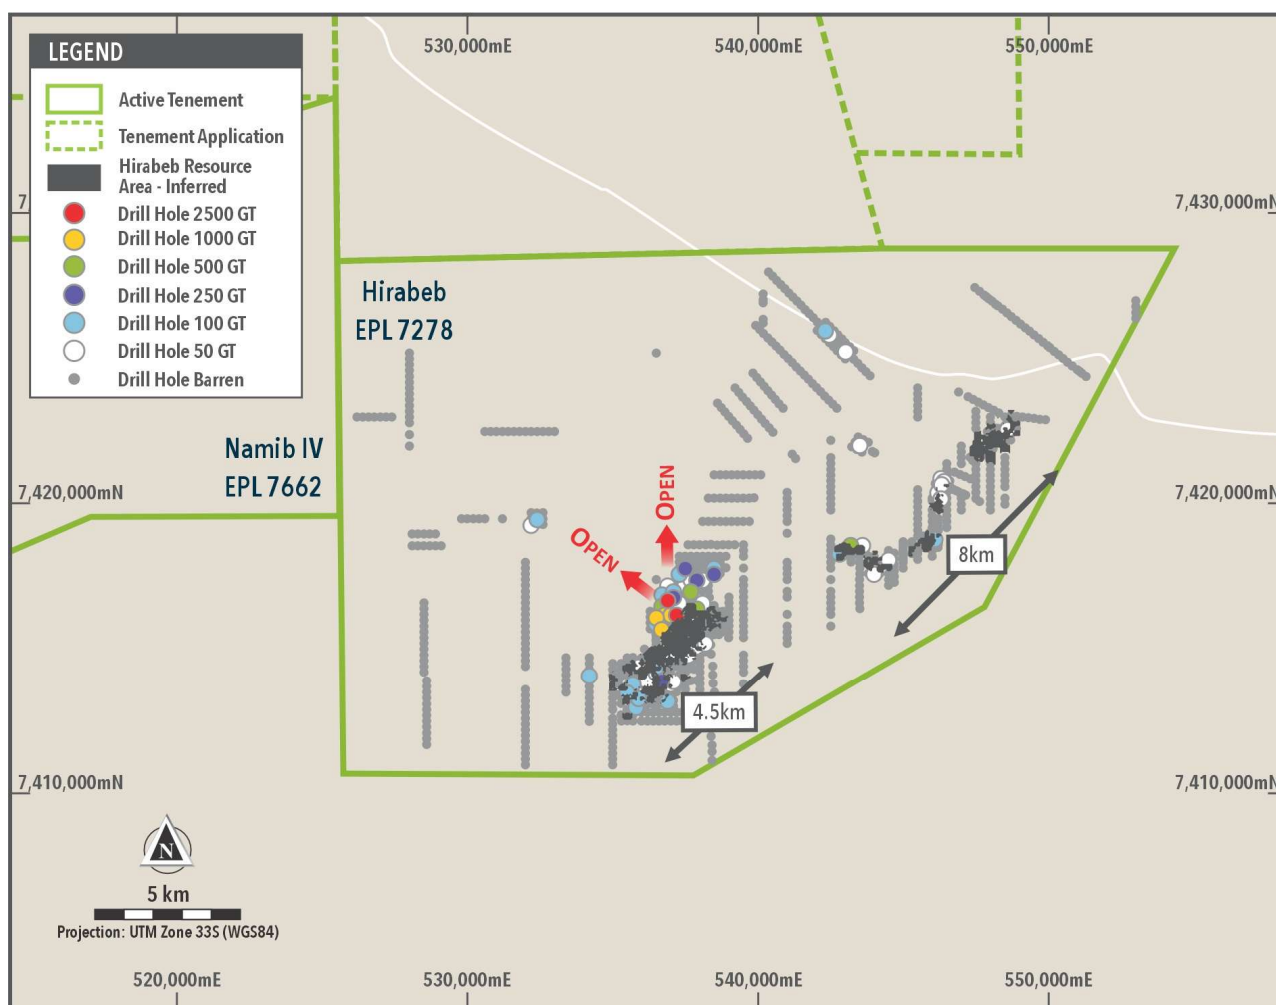 530,000mE
540,000mE
550,000mE
LEGEND
Active Tenement
Tenement Application
Hirabeb Resource
Area - Inferred
Drill Hole 2500 GT
Drill Hole 1000 GT
Drill Hole 500 GT
Drill Hole 250 GT
Drill Hole 100 GT
Drill Hole 50 GT
Drill Hole Barren
7,430,000mN
Hirabeb
EPL 7278
Namib IV
EPL 7662
7,420,000mN
7,420,000mN
OPEN
OPEN
8km
4.5km
7,410,000mN
7,410,000mN
N
5 km
Projection: UTM Zone 33S (WGS84)
520,000mE
530,000mE
540,000mE
550,000mE